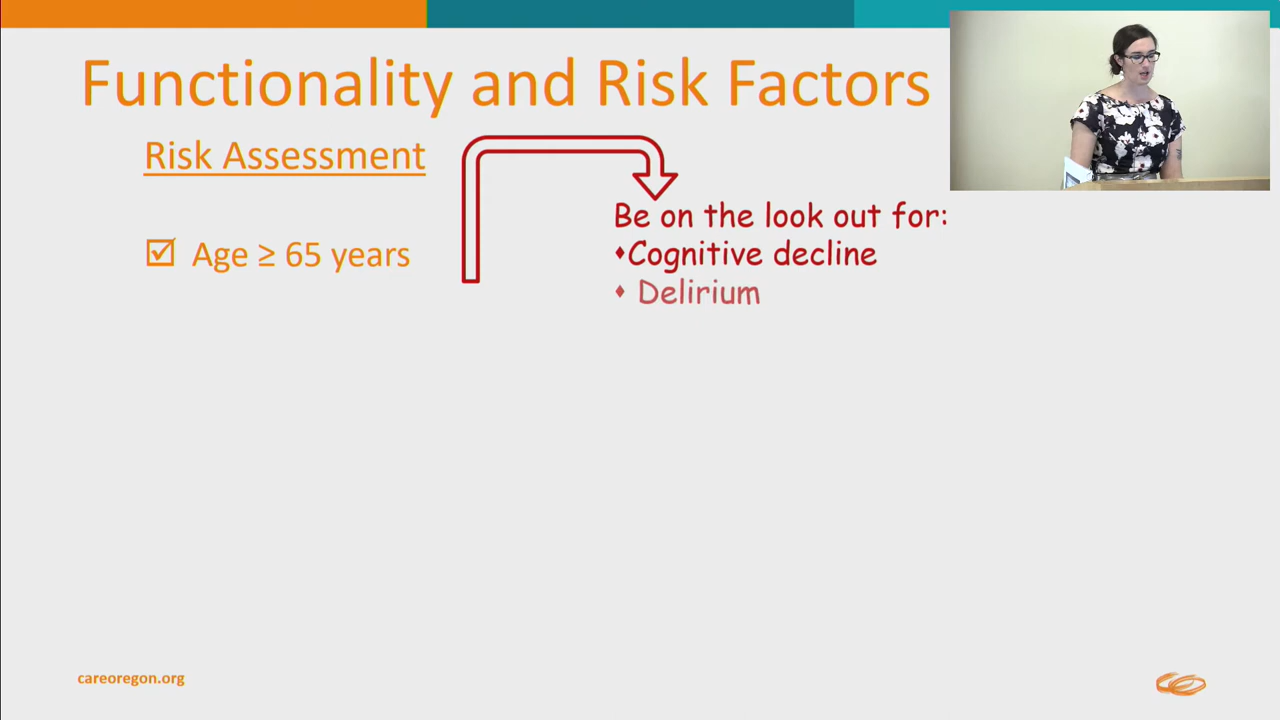 Functionality and Risk Factors
Risk Assessment
☑ Age ≥ 65 years
Be on the look out for:
♦Cognitive decline
♦ Delirium
careoregon.org